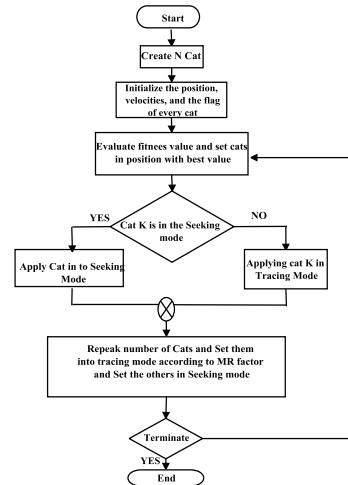 Start
Create N Cat
Initialize the position,
velocities, and the flag
of every cat
Evaluate fitnees value and set cats
in position with best value
YES
NO
Cat K is in the Seeking
mode
Apply Cat in to Seeking
Mode
Applying cat K in
Tracing Mode
Repeak number of Cats and Set them
into tracing mode according to MR factor
and Set the others in Seeking mode
Terminate
YES
End